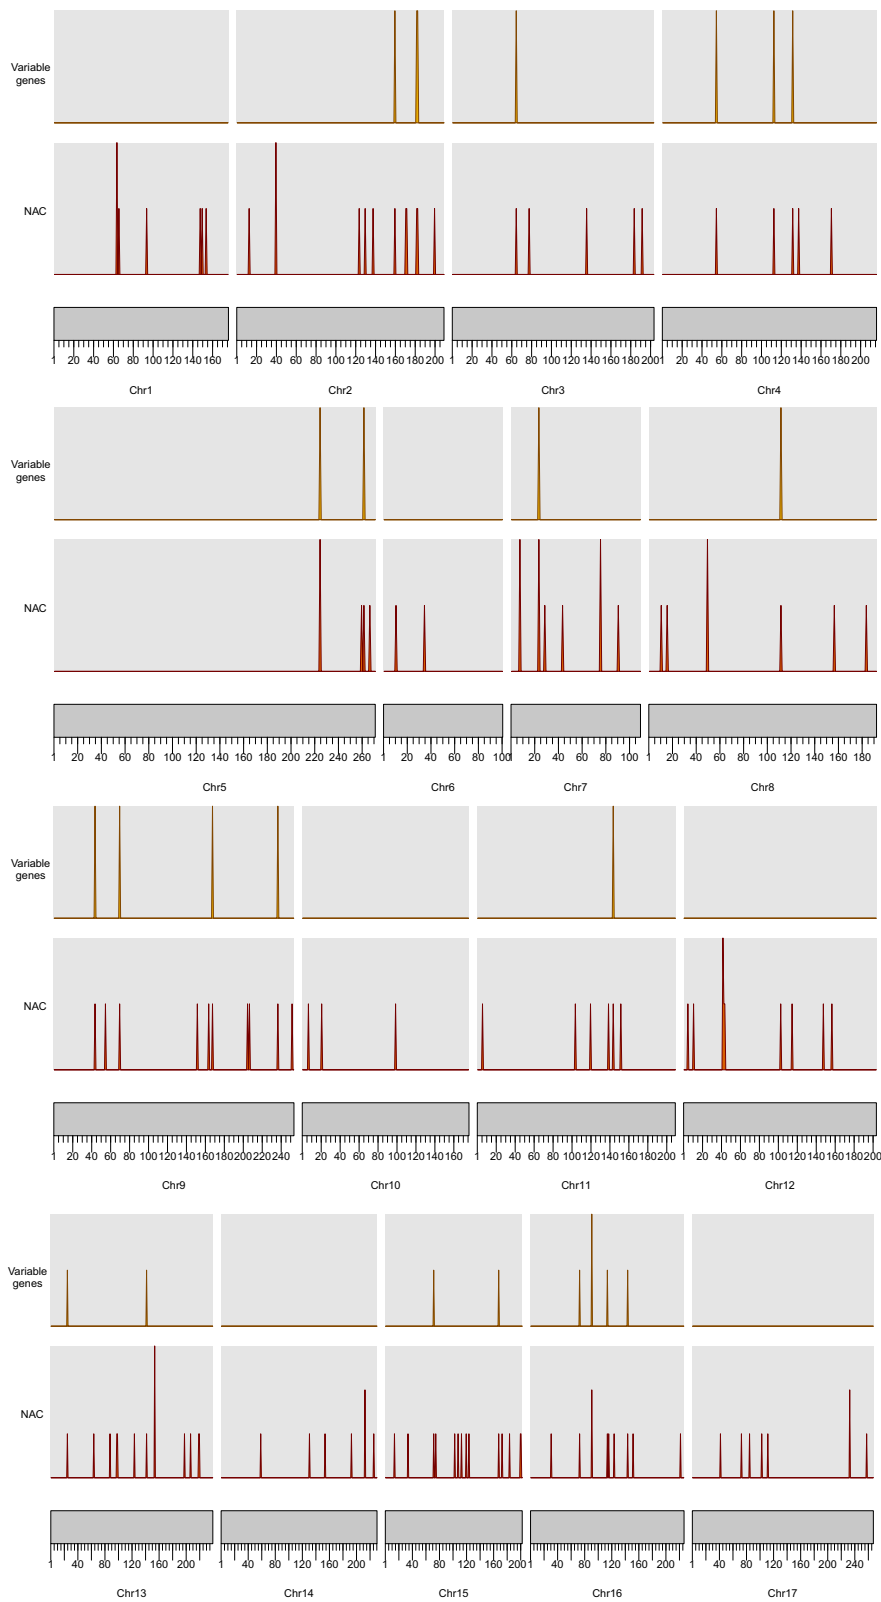 Variable
genes
NAC
1 20 40 60 80 100 120 140 160 1 20 40 60 80 100 120 140 160 180 200 1 20 40 60 80 100 120 140 160 180 200 1 20 40 60 80 100 120 140 160 180 200
Chr1 Chr2 Chr3 Chr4
Variable
genes
NAC
1 20 40 60 80 100 120 140 160 180 200 220 240 260 1 20 40 60 80 100 1 20 40 60 80 100 1 20 40 60 80 100 120 140 160 180
Chr5 Chr6 Chr7 Chr8
Variable
genes
NAC
1 20 40 60 80 100 120 140 160 180 200 220 240 1 20 40 60 80 100 120 140 160 1 20 40 60 80 100 120 140 160 180 200 1 20 40 60 80 100 120 140 160 180 200
Chr9 Chr10 Chr11 Chr12
Variable
genes
NAC
1 40 80 120 160 200 1 40 80 120 160 200 1 40 80 120 160 200 1 40 80 120 160 200 1 40 80 120 160 200 240
Chr13 Chr14 Chr15 Chr16 Chr17